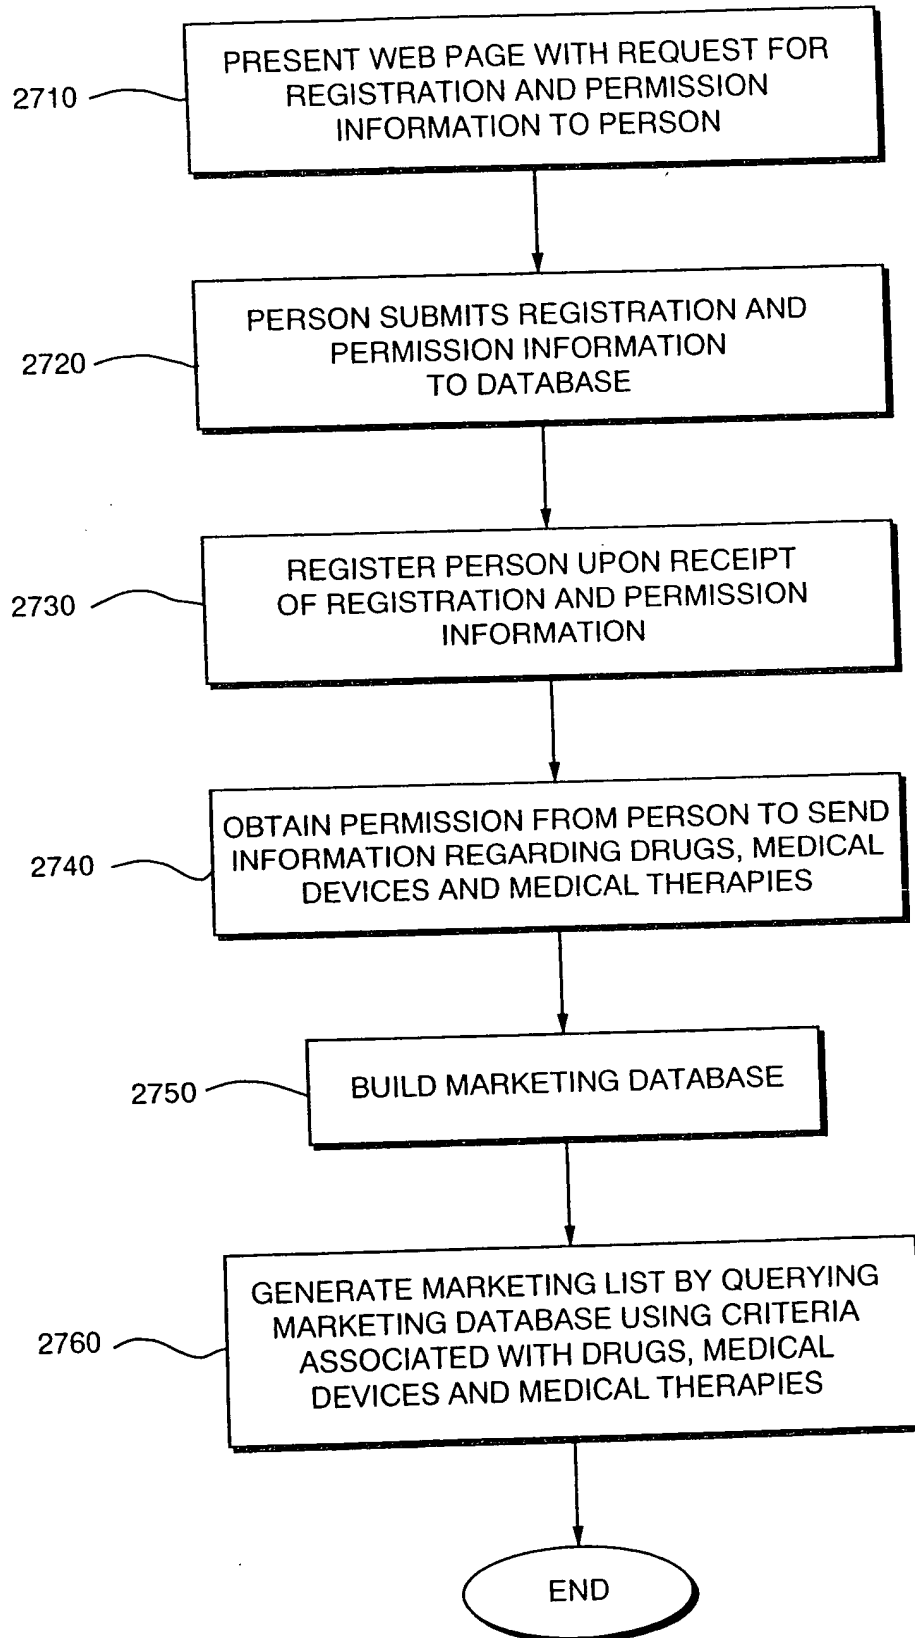 PRESENT WEB PAGE WITH REQUEST FOR
REGISTRATION AND PERMISSION
INFORMATION TO PERSON
2710
PERSON SUBMITS REGISTRATION AND
PERMISSION INFORMATION
TO DATABASE
2720
REGISTER PERSON UPON RECEIPT
OF REGISTRATION AND PERMISSION
INFORMATION
2730
OBTAIN PERMISSION FROM PERSON TO SEND
INFORMATION REGARDING DRUGS, MEDICAL
DEVICES AND MEDICAL THERAPIES
2740
BUILD MARKETING DATABASE
2750
GENERATE MARKETING LIST BY QUERYING
MARKETING DATABASE USING CRITERIA
ASSOCIATED WITH DRUGS, MEDICAL
DEVICES AND MEDICAL THERAPIES
2760
END